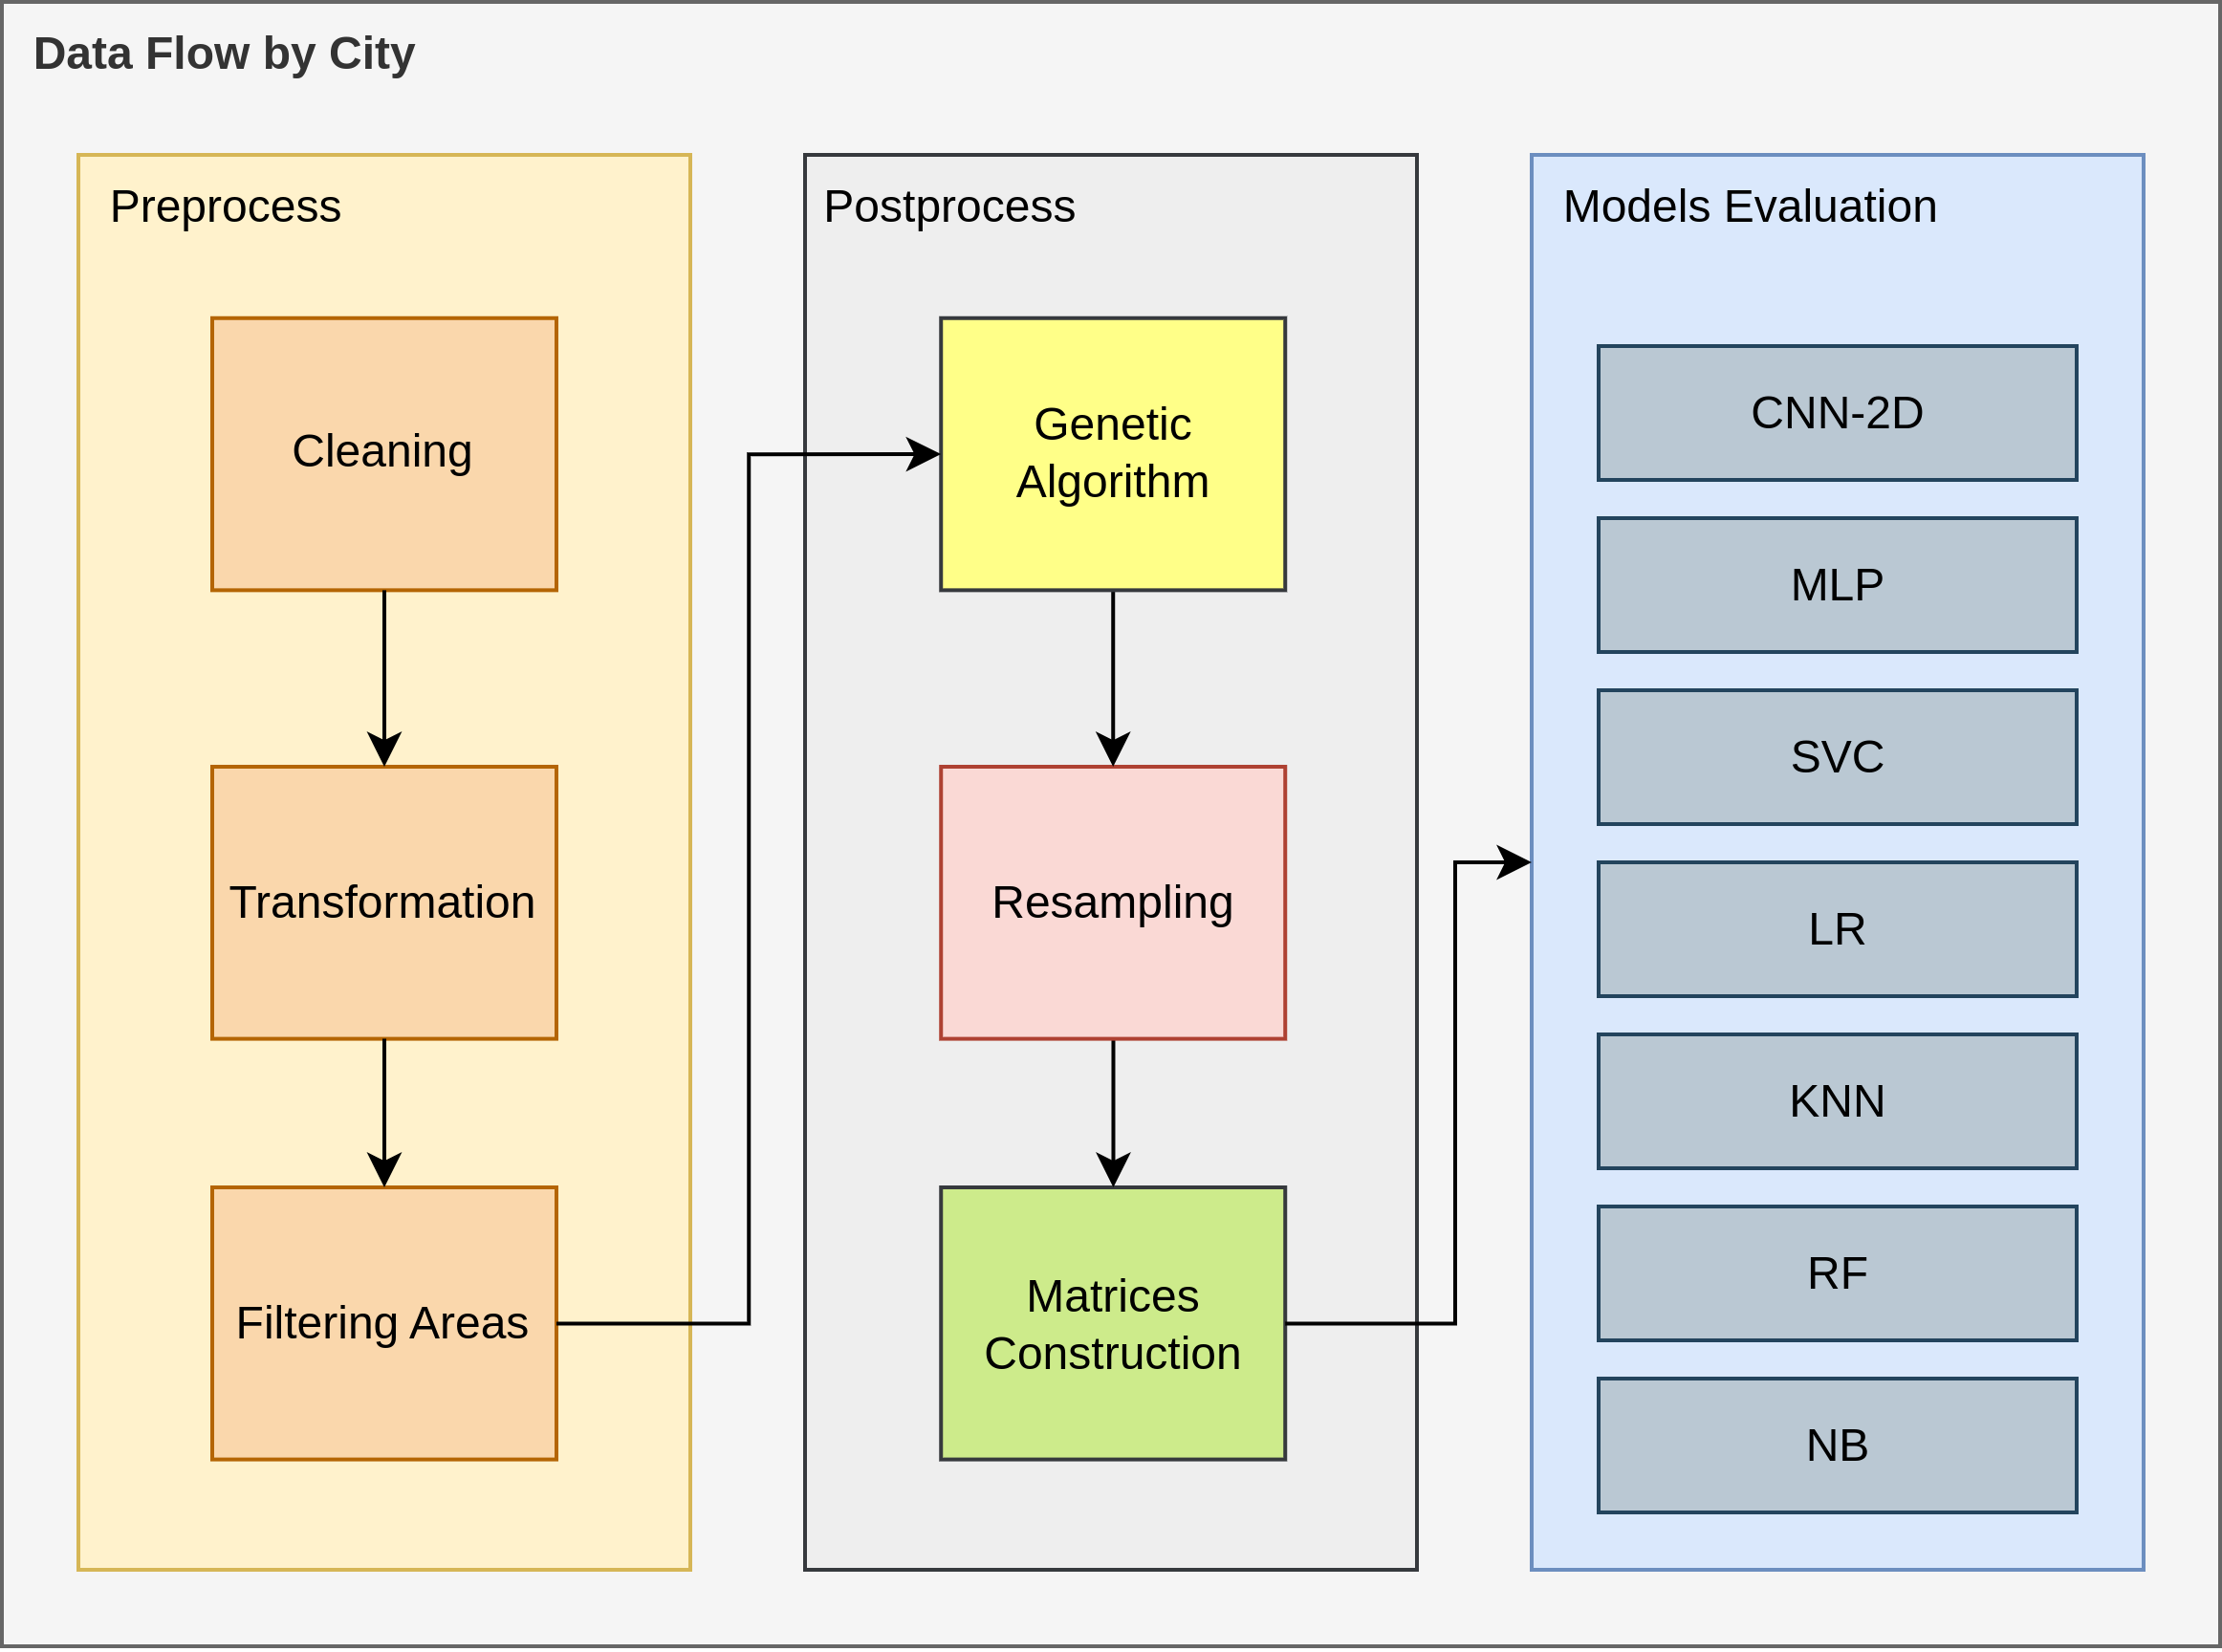 Data Flow by City
Preprocess
Cleaning
Transformation
Filtering Areas
Postprocess
Genetic
Algorithm
Resampling
Matrices
Construction
Models Evaluation
CNN-2D
MLP
SVC
LR
KNN
RF
NB